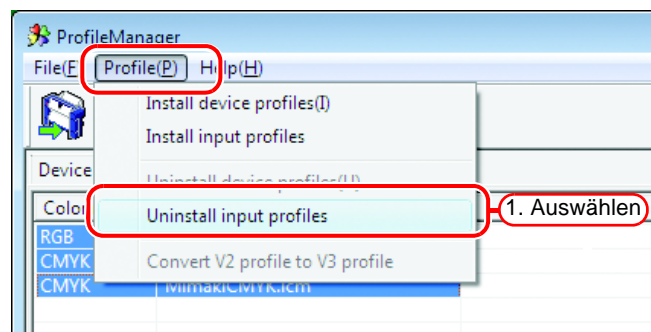 ProfileManager
File(F) Profile(P) Help(H)
Install device profiles(I)
Install input profiles
Device
Uninstall device profiles(U)
Color
Uninstall input profiles
1. Auswählen
RGB
CMYK
Convert V2 profile to V3 profile
CMYK MimakiCMYK.icm